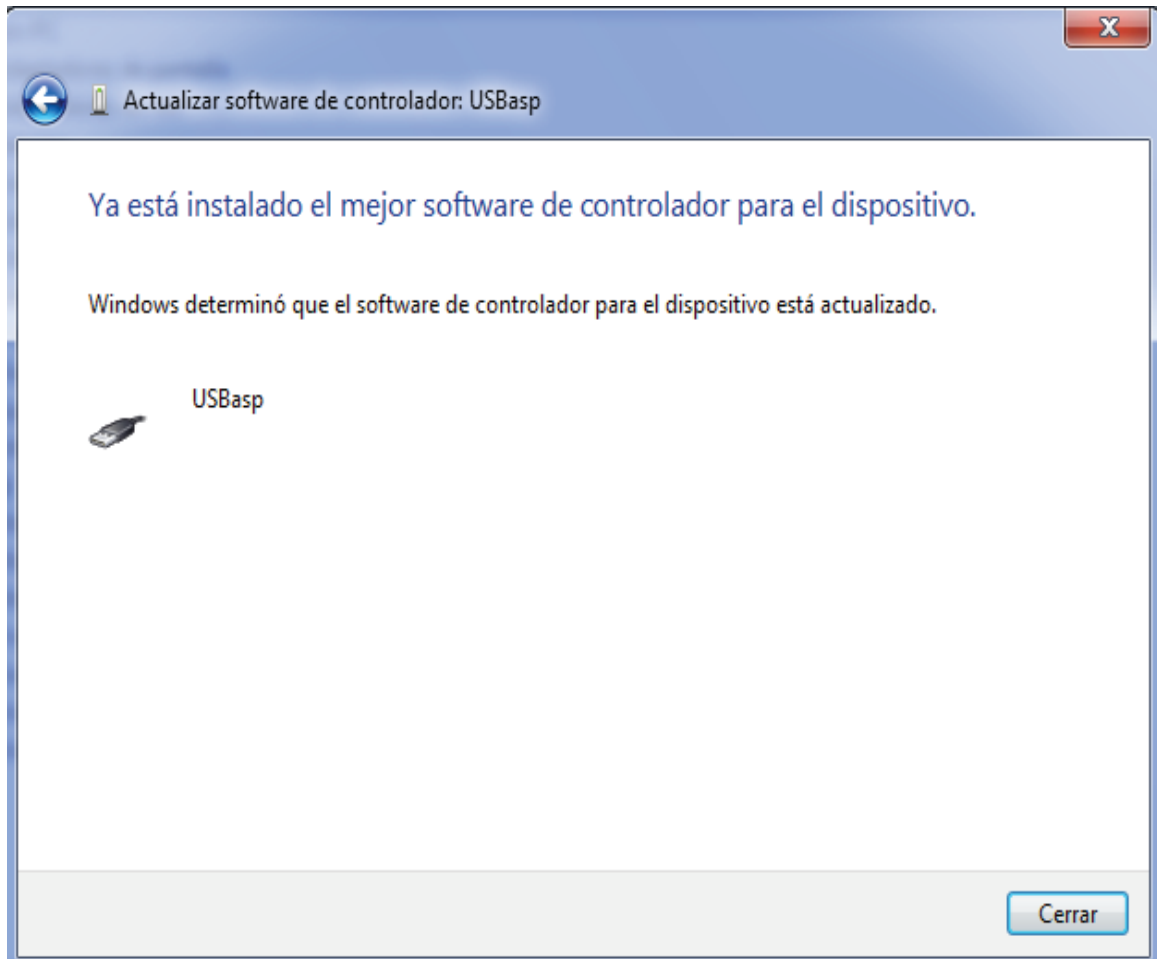 Actualizar software de controlador: USBasp
Ya está instalado el mejor software de controlador para el dispositivo.
Windows determinó que el software de controlador para el dispositivo está actualizado.
USBasp
Cerrar